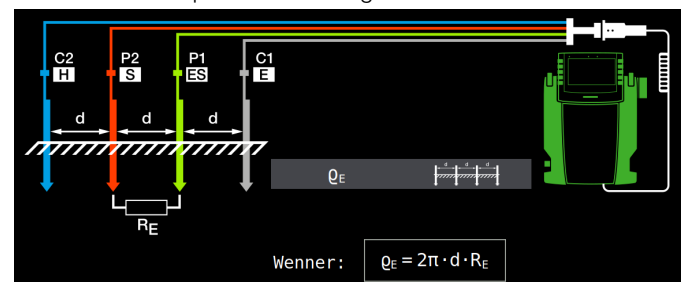 C2 P2 P1 C1
H S ES E
d d d
d d d
ϱE
RE
Wenner: ϱE = 2π·d·RE